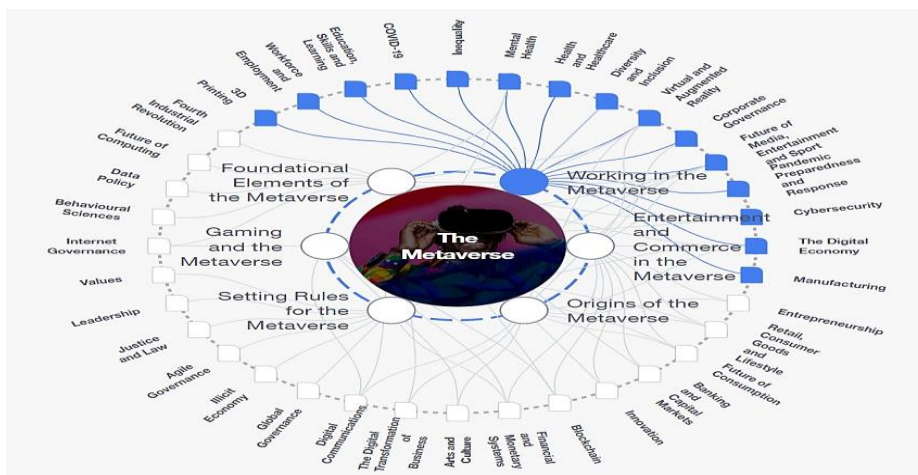 The
Metaverse
Working in the
Metaverse
Entertainment
and
Commerce
in the
Metaverse
Origins of the
Metaverse
Setting Rules
for the
Metaverse
Gaming
and the
Metaverse
Foundational
Elements of
the Metaverse
Inequality
Mental
Health
Health
and
Healthcare
Diversity
and
Inclusion
Virtual and
Augmented
Reality
Corporate
Governance
Future of
Media,
Entertainment
and Sport
Pandemic
Preparedness
and
Response
Cybersecurity
The Digital
Economy
Manufacturing
Entrepreneurship
Retail,
Consumer
Goods
and
Lifestyle
Future of
Consumption
Banking
and
Capital
Markets
Innovation
Blockchain
Financial
and
Monetary
Systems
Arts and
Culture
The Digital
Transformation
of
Business
Digital
Communications
Global
Governance
Illicit
Economy
Agile
Governance
Justice
and Law
Leadership
Values
Internet
Governance
Behavioural
Sciences
Data
Policy
Future of
Computing
Fourth
Industrial
Revolution
3D
Printing
Workforce
and
Employment
Education,
Skills and
Learning
COVID-19